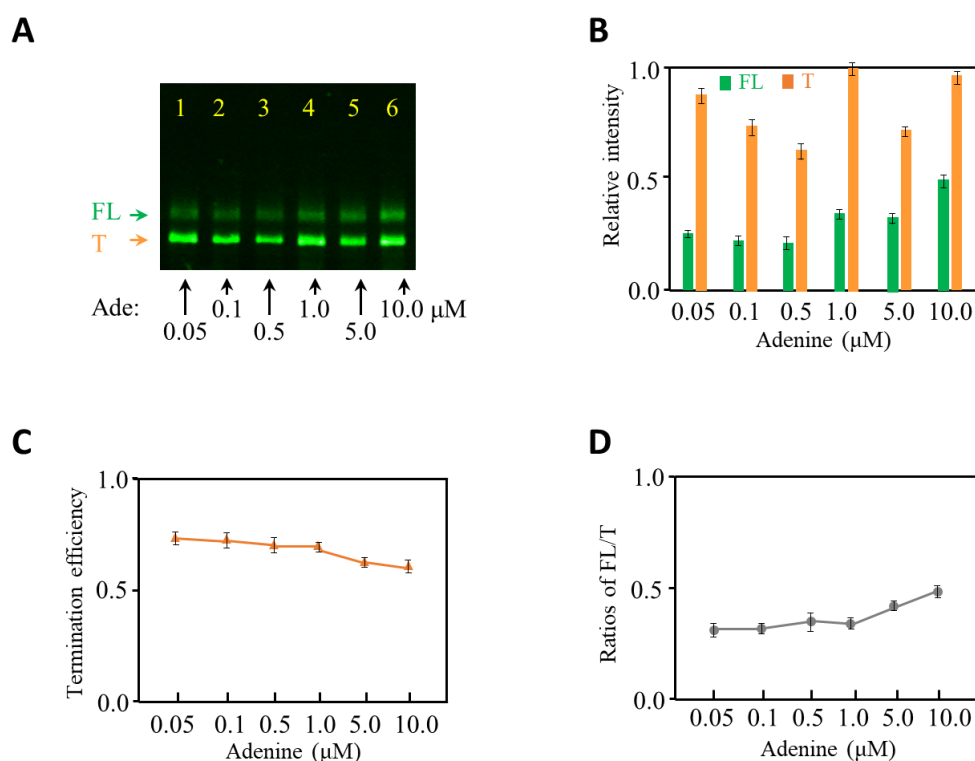 A
1 2 3 4 5 6
FL
T
Ade: 0.1 1.0 10.0 μM
0.05 0.5 5.0
B
FL T
Relative intensity
1.0
0.5
0.0
0.05 0.1 0.5 1.0 5.0 10.0
Adenine (μM)
C
Termination efficiency
1.0
0.5
0.0
0.05 0.1 0.5 1.0 5.0 10.0
Adenine (μM)
D
Ratios of FL/T
1.0
0.5
0.0
0.05 0.1 0.5 1.0 5.0 10.0
Adenine (μM)